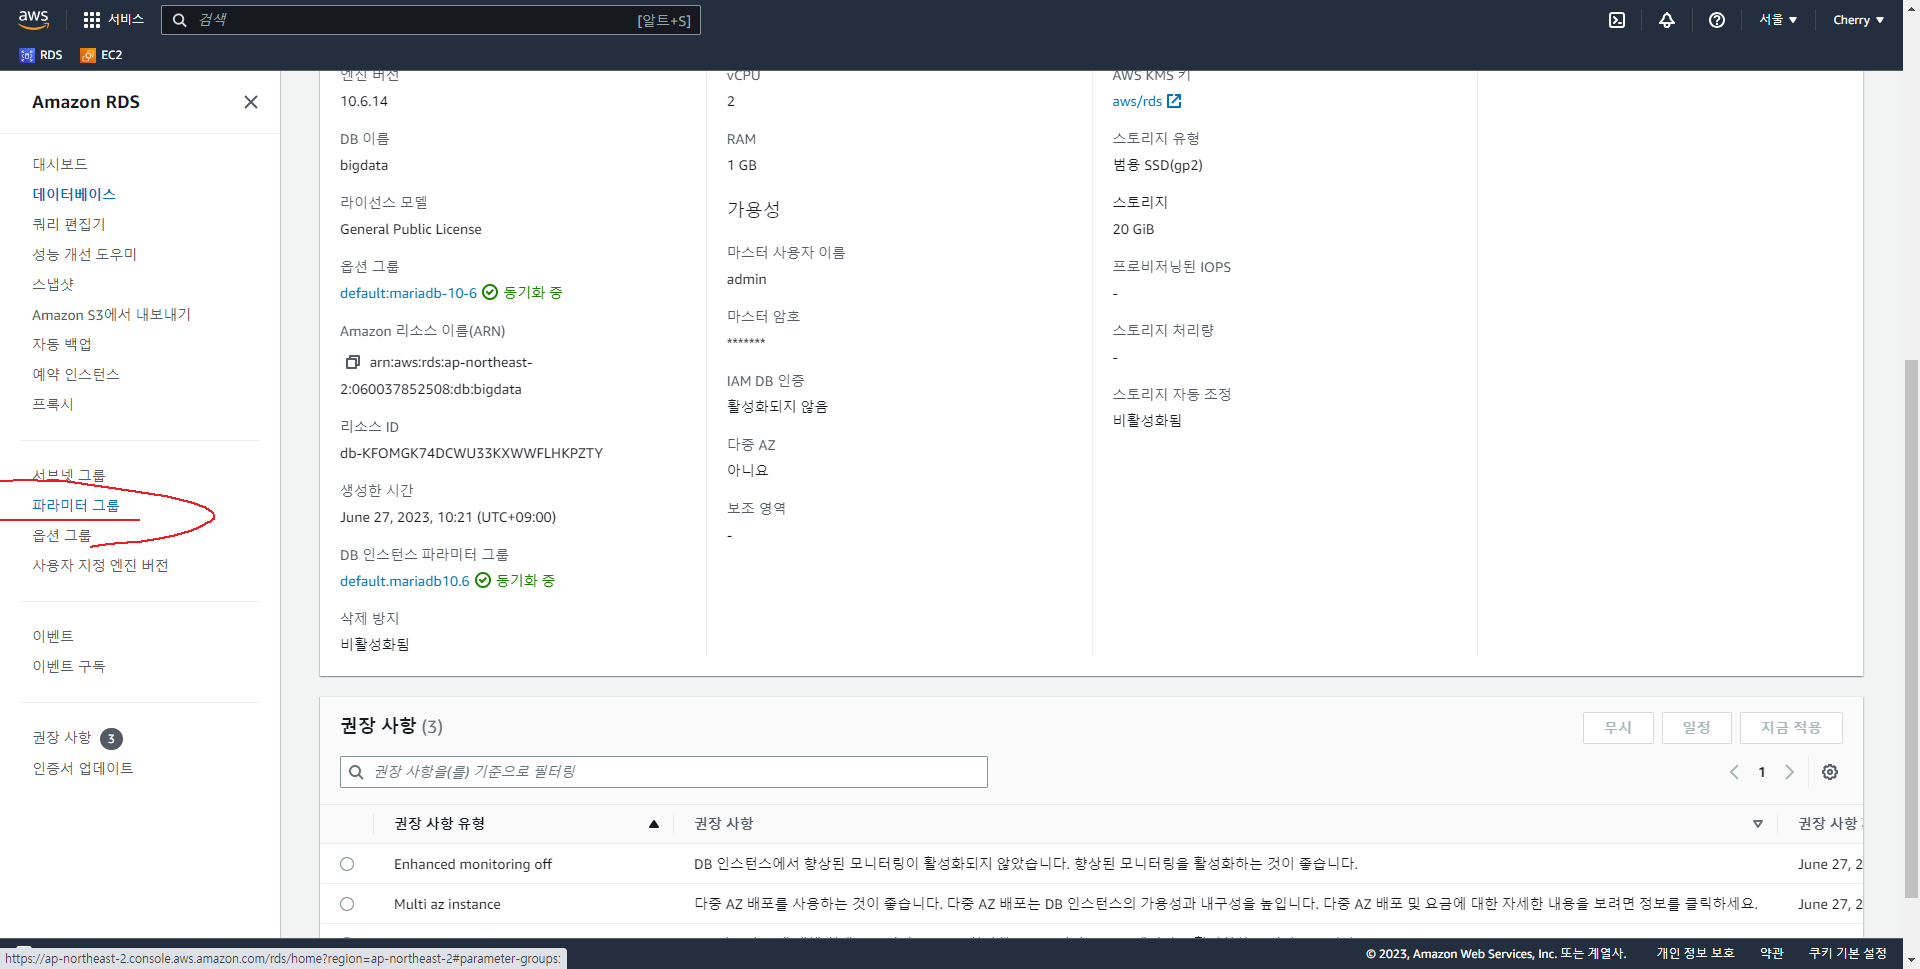 aws
서비스
검색
[알트+S]
서울 ▼
Cherry ▼
RDS
EC2
Amazon RDS
대시보드
데이터베이스
쿼리 편집기
성능 개선 도우미
스냅샷
Amazon S3에서 내보내기
자동 백업
예약 인스턴스
프록시
서브넷 그룹
파라미터 그룹
옵션 그룹
사용자 지정 엔진 버전
이벤트
이벤트 구독
권장 사항 3
인증서 업데이트
엔진 버전
10.6.14
DB 이름
bigdata
라이선스 모델
General Public License
옵션 그룹
default:mariadb-10-6 동기화 중
Amazon 리소스 이름(ARN)
arn:aws:rds:ap-northeast-
2:060037852508:db:bigdata
리소스 ID
db-KFOMGK74DCWU33KXWWFLHKPZTY
생성한 시간
June 27, 2023, 10:21 (UTC+09:00)
DB 인스턴스 파라미터 그룹
default.mariadb10.6 동기화 중
삭제 방지
비활성화됨
vCPU
2
RAM
1 GB
가용성
마스터 사용자 이름
admin
마스터 암호
*******
IAM DB 인증
활성화되지 않음
다중 AZ
아니요
보조 영역
-
AWS KMS 키
aws/rds
스토리지 유형
범용 SSD(gp2)
스토리지
20 GiB
프로비저닝된 IOPS
-
스토리지 처리량
-
스토리지 자동 조정
비활성화됨
권장 사항 (3)
무시
일정
지금 적용
권장 사항을(를) 기준으로 필터링
1
권장 사항 유형
권장 사항
권장 사항
Enhanced monitoring off
DB 인스턴스에서 향상된 모니터링이 활성화되지 않았습니다. 향상된 모니터링을 활성화하는 것이 좋습니다.
June 27, 2
Multi az instance
다중 AZ 배포를 사용하는 것이 좋습니다. 다중 AZ 배포는 DB 인스턴스의 가용성과 내구성을 높입니다. 다중 AZ 배포 및 요금에 대한 자세한 내용을 보려면 정보를 클릭하세요.
June 27, 2
https://ap-northeast-2.console.aws.amazon.com/rds/home?region=ap-northeast-2#parameter-groups:
© 2023, Amazon Web Services, Inc. 또는 계열사.
개인 정보 보호
약관
쿠키 기본 설정